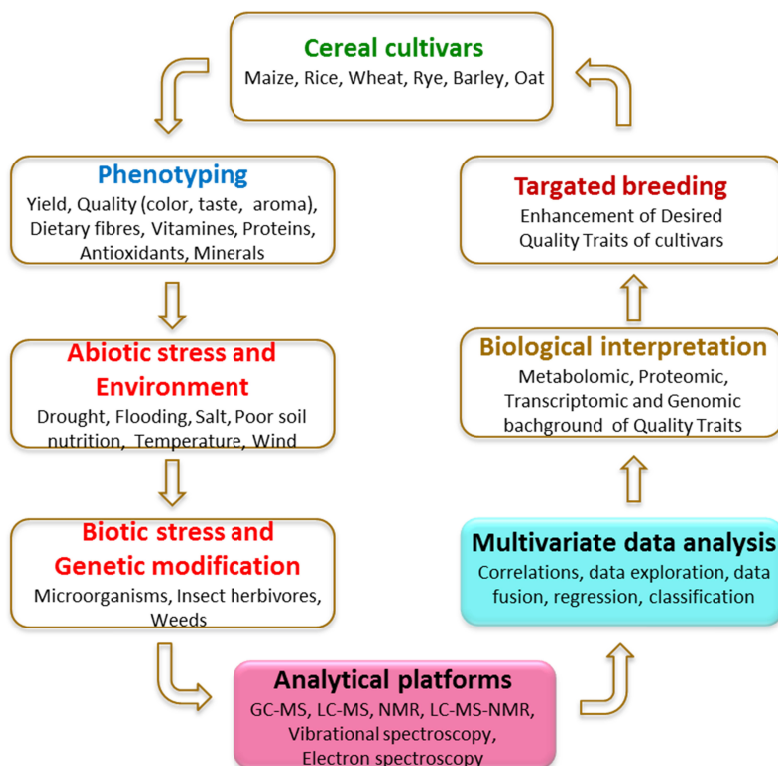 Cereal cultivars
Maize, Rice, Wheat, Rye, Barley, Oat
Phenotyping
Yield, Quality (color, taste, aroma),
Dietary fibres, Vitamines, Proteins,
Antioxidants, Minerals
Abiotic stress and
Environment
Drought, Flooding, Salt, Poor soil
nutrition, Temperature, Wind
Biotic stress and
Genetic modification
Microorganisms, Insect herbivores,
Weeds
Analytical platforms
GC-MS, LC-MS, NMR, LC-MS-NMR,
Vibrational spectroscopy,
Electron spectroscopy
Multivariate data analysis
Correlations, data exploration, data
fusion, regression, classification
Biological interpretation
Metabolomic, Proteomic,
Transcriptomic and Genomic
bachground of Quality Traits
Targated breeding
Enhancement of Desired
Quality Traits of cultivars